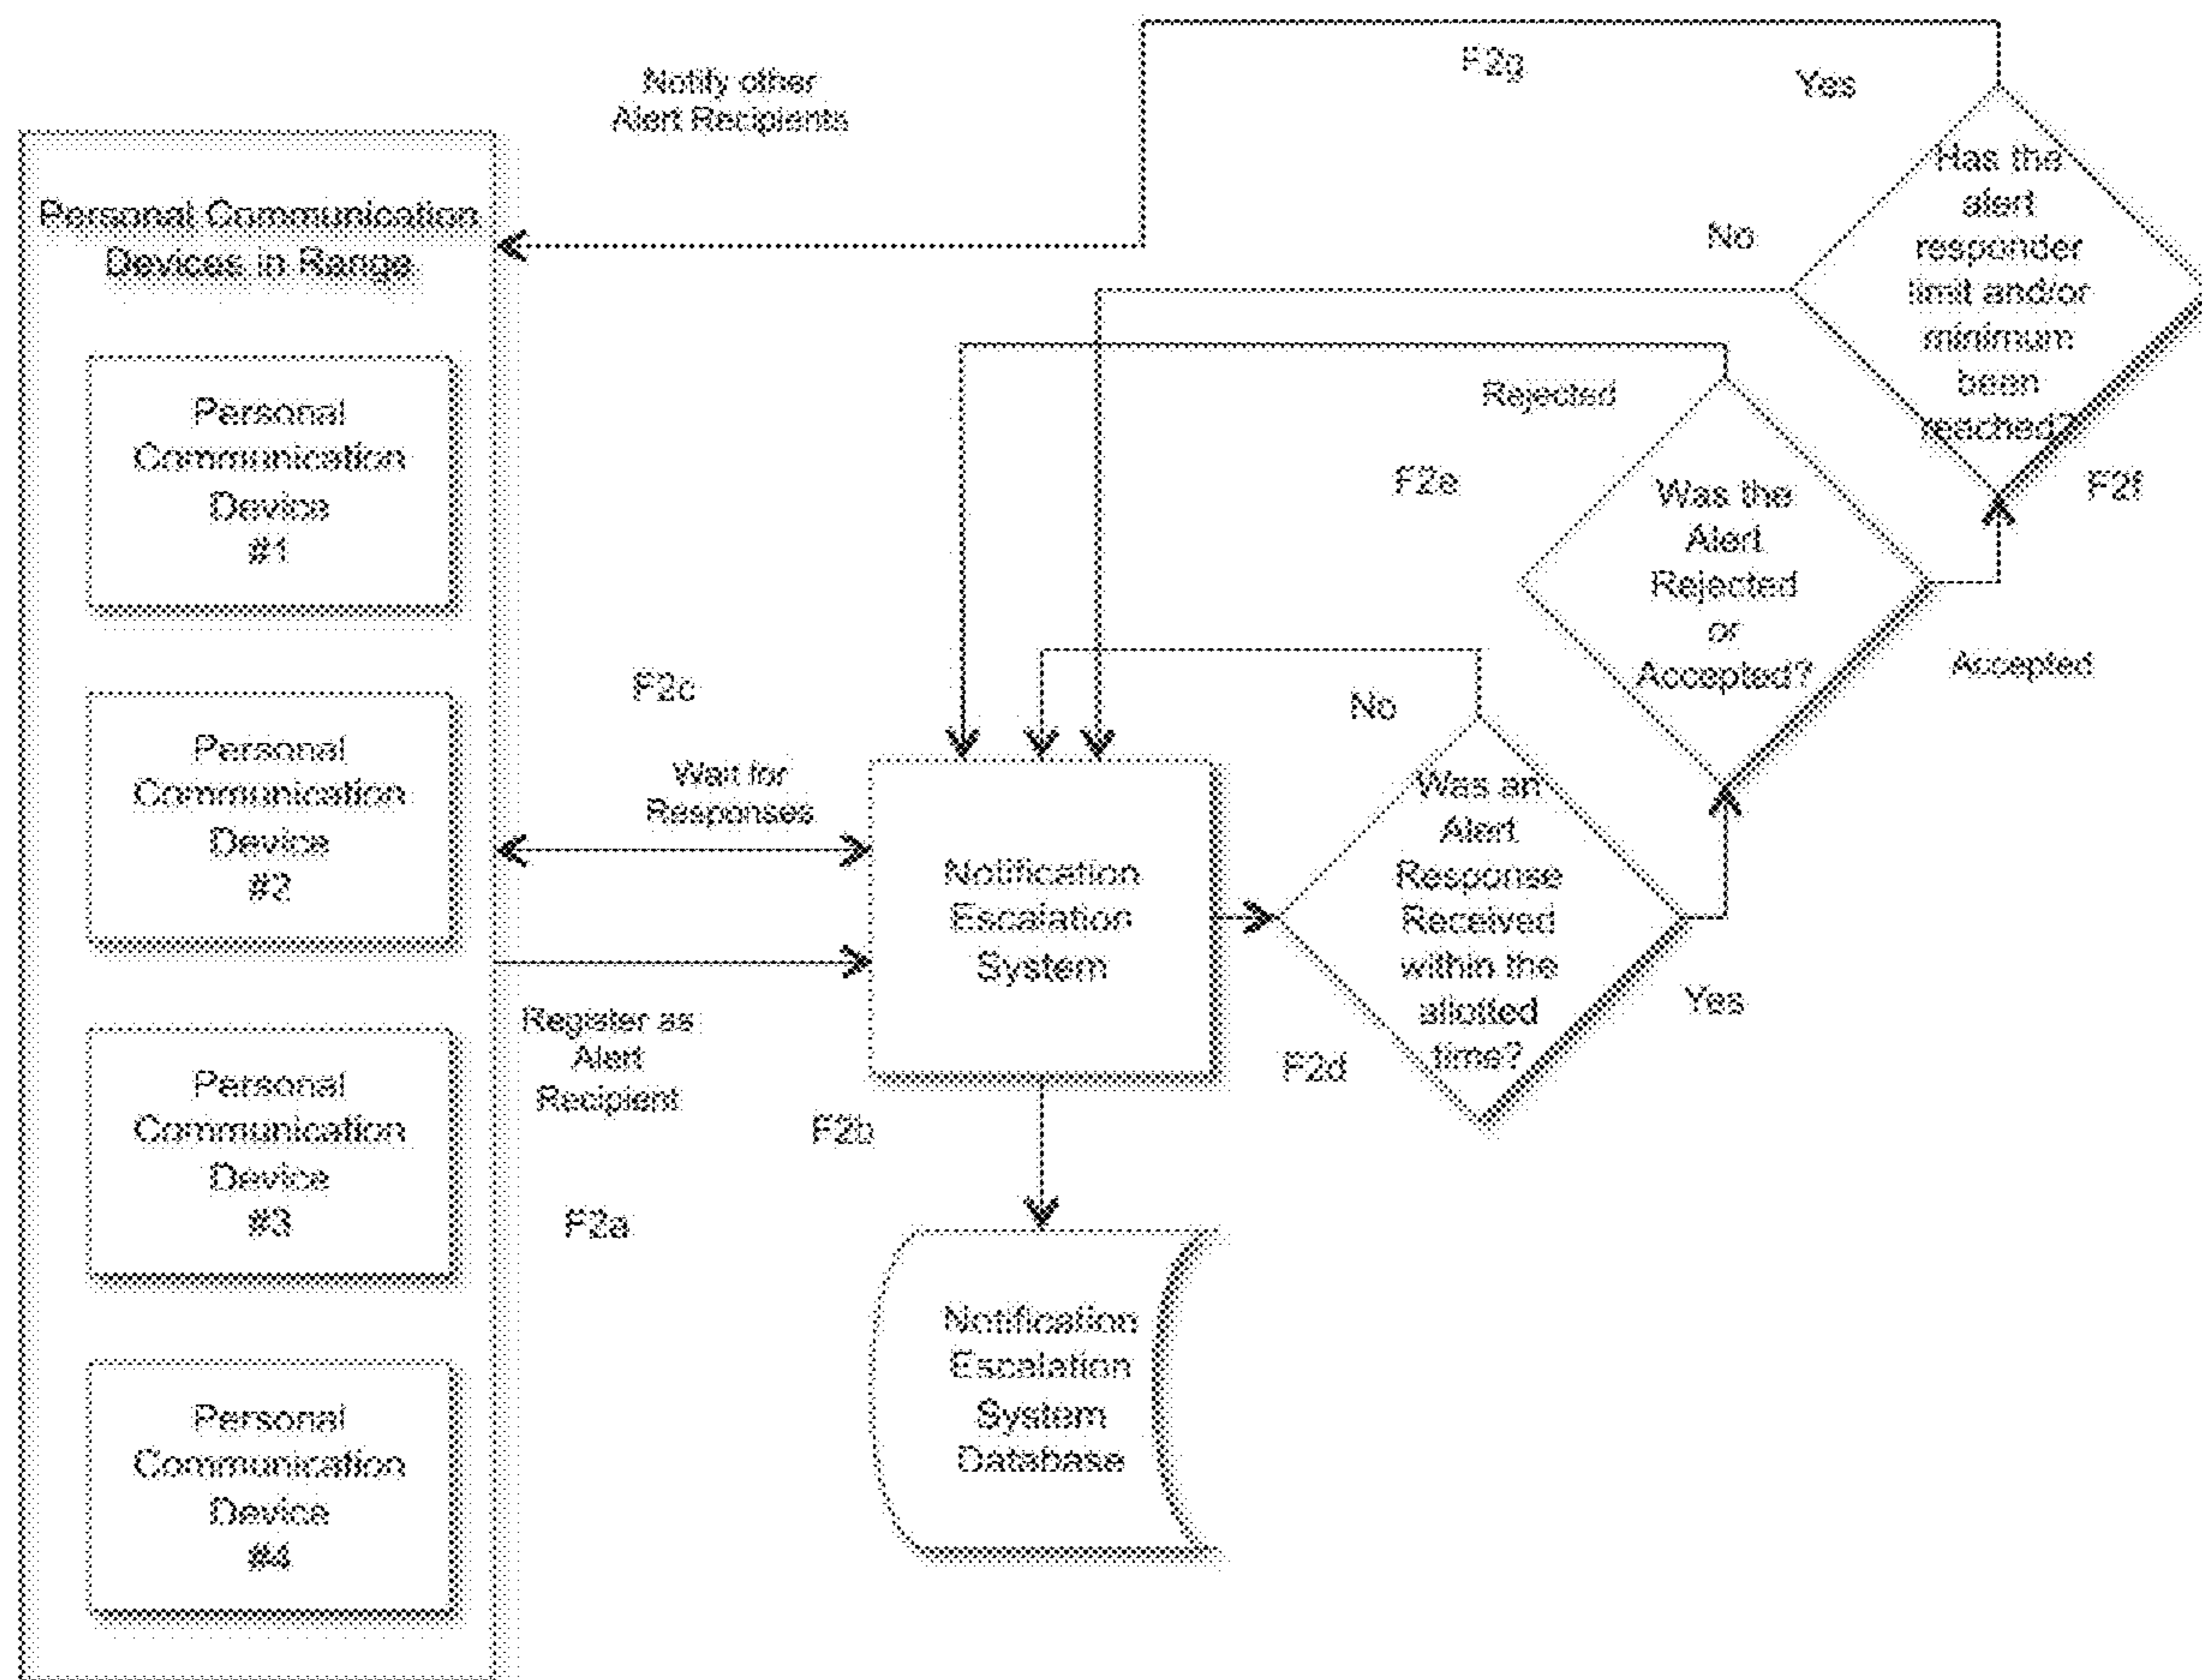 F2g
Yes
Notify other
Alert Recipients
Has the
alert
responder
limit and/or
minimum
been
reached?
No
Personal Communication
Devices in Range
Rejected
F2e
F2f
Was the
Alert
Rejected
or
Accepted?
Accepted
Personal
Communication
Device
#1
F2c
No
Personal
Communication
Device
#2
Wait for
Responses
Notification
Escalation
System
Was an
Alert
Response
Received
within the
allotted
time?
Yes
Register as
Alert
Recipient
F2d
F2b
F2a
Personal
Communication
Device
#3
Notification
Escalation
System
Database
Personal
Communication
Device
#4